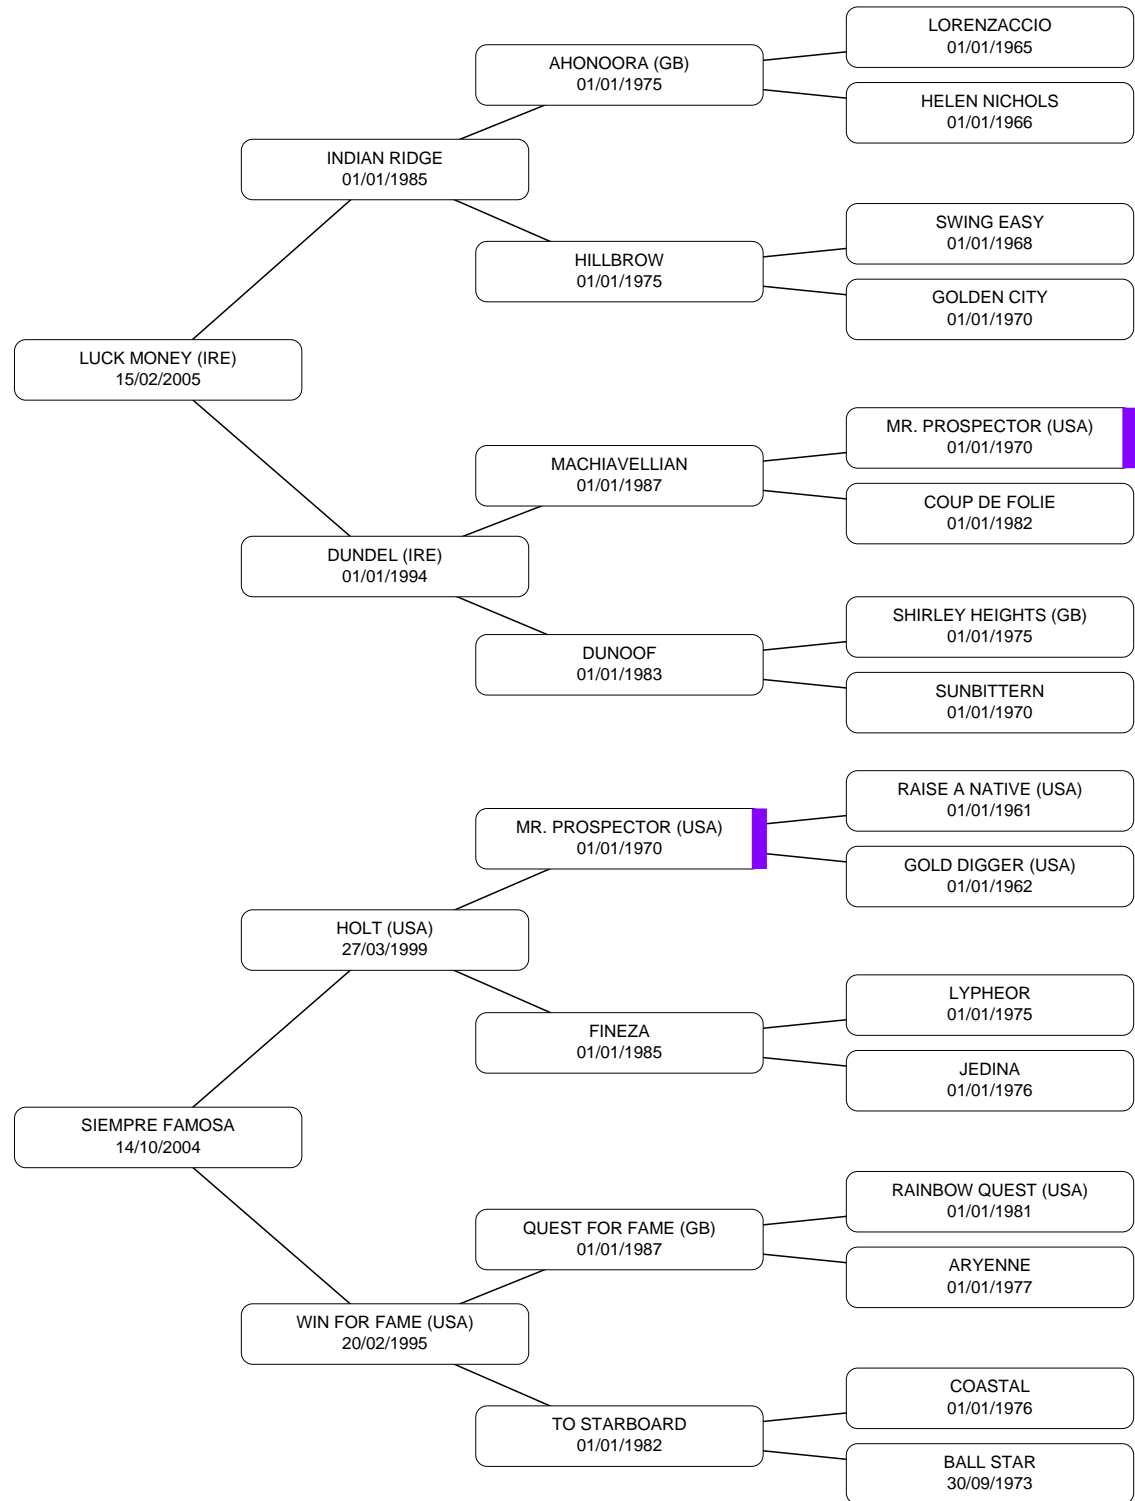 LORENZACCIO
01/01/1965
AHONOORA (GB)
01/01/1975
HELEN NICHOLS
01/01/1966
INDIAN RIDGE
01/01/1985
SWING EASY
01/01/1968
HILLBROW
01/01/1975
GOLDEN CITY
01/01/1970
LUCK MONEY (IRE)
15/02/2005
MR. PROSPECTOR (USA)
01/01/1970
MACHIAVELLIAN
01/01/1987
COUP DE FOLIE
01/01/1982
DUNDEL (IRE)
01/01/1994
SHIRLEY HEIGHTS (GB)
01/01/1975
DUNOOF
01/01/1983
SUNBITTERN
01/01/1970
RAISE A NATIVE (USA)
01/01/1961
MR. PROSPECTOR (USA)
01/01/1970
GOLD DIGGER (USA)
01/01/1962
HOLT (USA)
27/03/1999
LYPHEOR
01/01/1975
FINEZA
01/01/1985
JEDINA
01/01/1976
SIEMPRE FAMOSA
14/10/2004
RAINBOW QUEST (USA)
01/01/1981
QUEST FOR FAME (GB)
01/01/1987
ARYENNE
01/01/1977
WIN FOR FAME (USA)
20/02/1995
COASTAL
01/01/1976
TO STARBOARD
01/01/1982
BALL STAR
30/09/1973